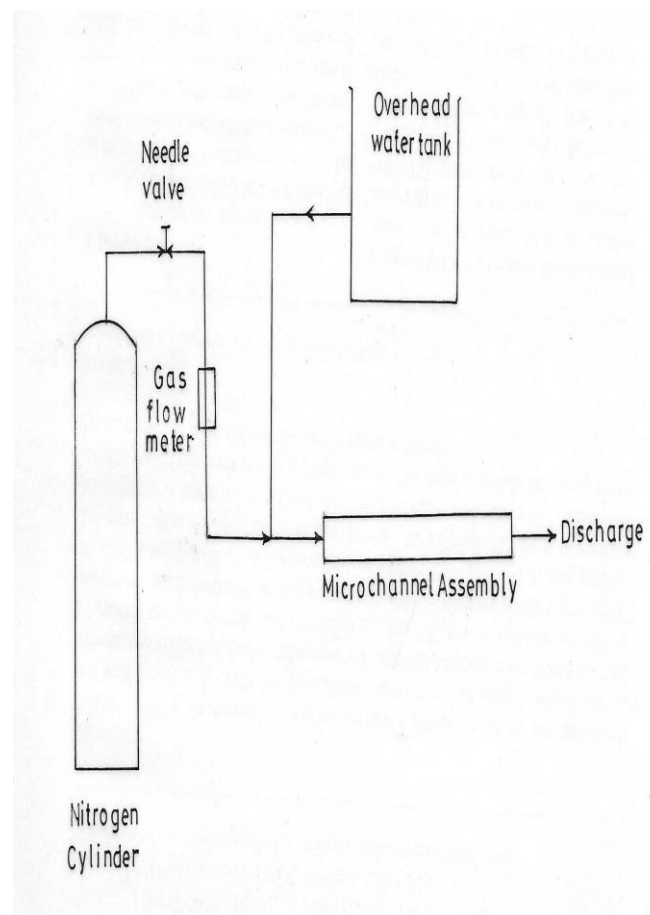 Overhead
water tank
Needle
valve
Gas
flow
meter
Discharge
Microchannel Assembly
Nitrogen
Cylinder